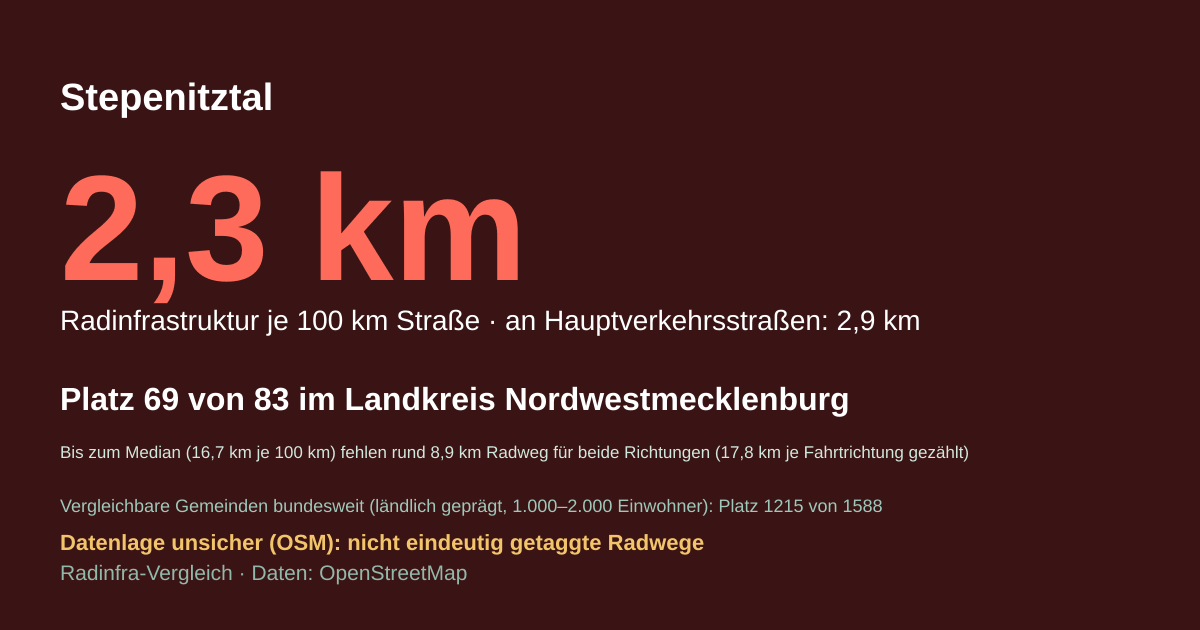 Stepenitztal
2,3 km
Radinfrastruktur je 100 km Straße · an Hauptverkehrsstraßen: 2,9 km
Platz 69 von 83 im Landkreis Nordwestmecklenburg
Bis zum Median (16,7 km je 100 km) fehlen rund 8,9 km Radweg für beide Richtungen (17,8 km je Fahrtrichtung gezählt)
Vergleichbare Gemeinden bundesweit (ländlich geprägt, 1.000–2.000 Einwohner): Platz 1215 von 1588
Datenlage unsicher (OSM): nicht eindeutig getaggte Radwege
Radinfra-Vergleich · Daten: OpenStreetMap